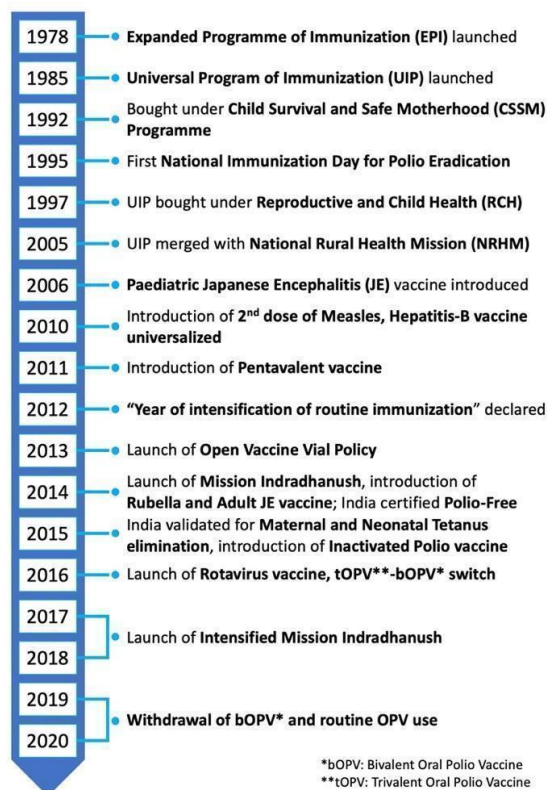 1978 Expanded Programme of Immunization (EPI) launched
1985 Universal Program of Immunization (UIP) launched
1992 Bought under Child Survival and Safe Motherhood (CSSM)
Programme
1995 First National Immunization Day for Polio Eradication
1997 UIP bought under Reproductive and Child Health (RCH)
2005 UIP merged with National Rural Health Mission (NRHM)
2006 Paediatric Japanese Encephalitis (JE) vaccine introduced
2010 Introduction of 2nd dose of Measles, Hepatitis-B vaccine
universalized
2011 Introduction of Pentavalent vaccine
2012 “Year of intensification of routine immunization” declared
2013 Launch of Open Vaccine Vial Policy
2014 Launch of Mission Indradhanush, introduction of
Rubella and Adult JE vaccine; India certified Polio-Free
2015 India validated for Maternal and Neonatal Tetanus
elimination, introduction of Inactivated Polio vaccine
2016 Launch of Rotavirus vaccine, tOPV**-bOPV* switch
2017
Launch of Intensified Mission Indradhanush
2018
2019
Withdrawal of bOPV* and routine OPV use
2020
*bOPV: Bivalent Oral Polio Vaccine
**tOPV: Trivalent Oral Polio Vaccine